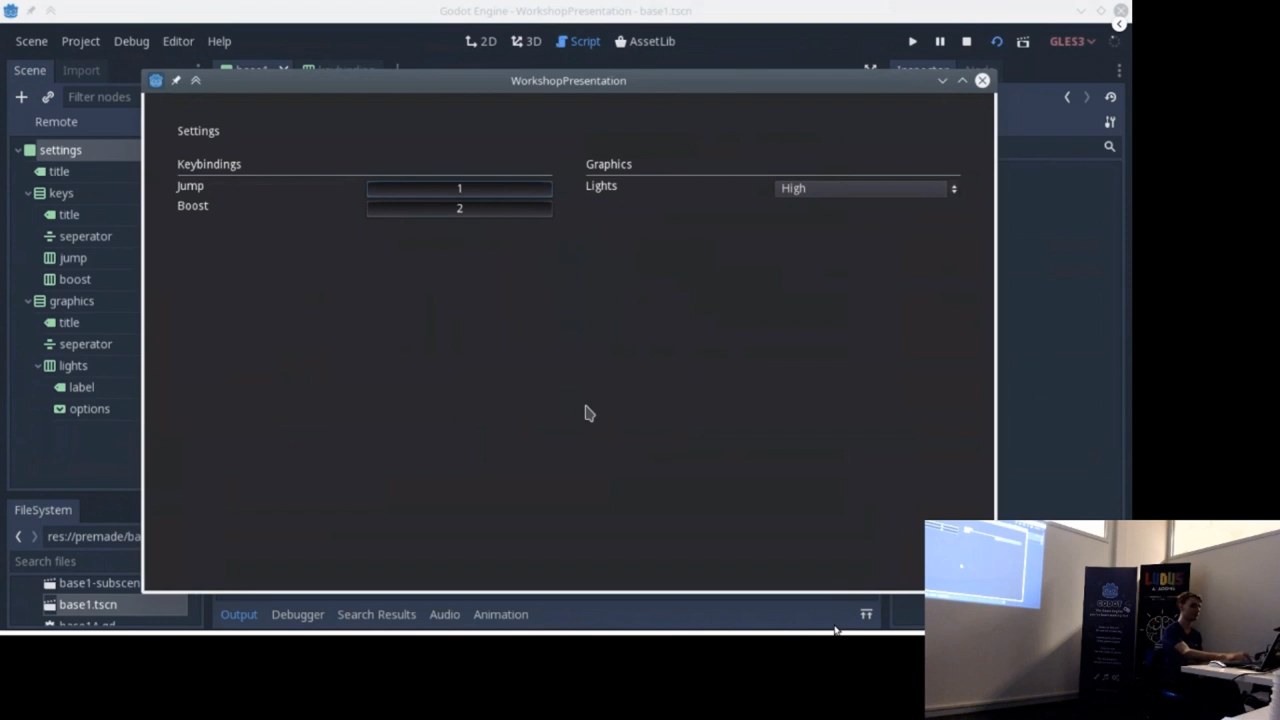 Godot Engine - WorkshopPresentation - base1.tscn
Scene Project Debug Editor Help
2D 3D Script AssetLib
GLES3
Scene Import
WorkshopPresentation
Filter nodes
Remote
settings
title
keys
title
seperator
jump
boost
graphics
title
seperator
lights
label
options
Settings
Keybindings
Jump 1
Boost 2
Graphics
Lights High
FileSystem
res://premade/ba
Search files
base1-subscen
base1.tscn
Output Debugger Search Results Audio Animation
GODOT
LUDUS